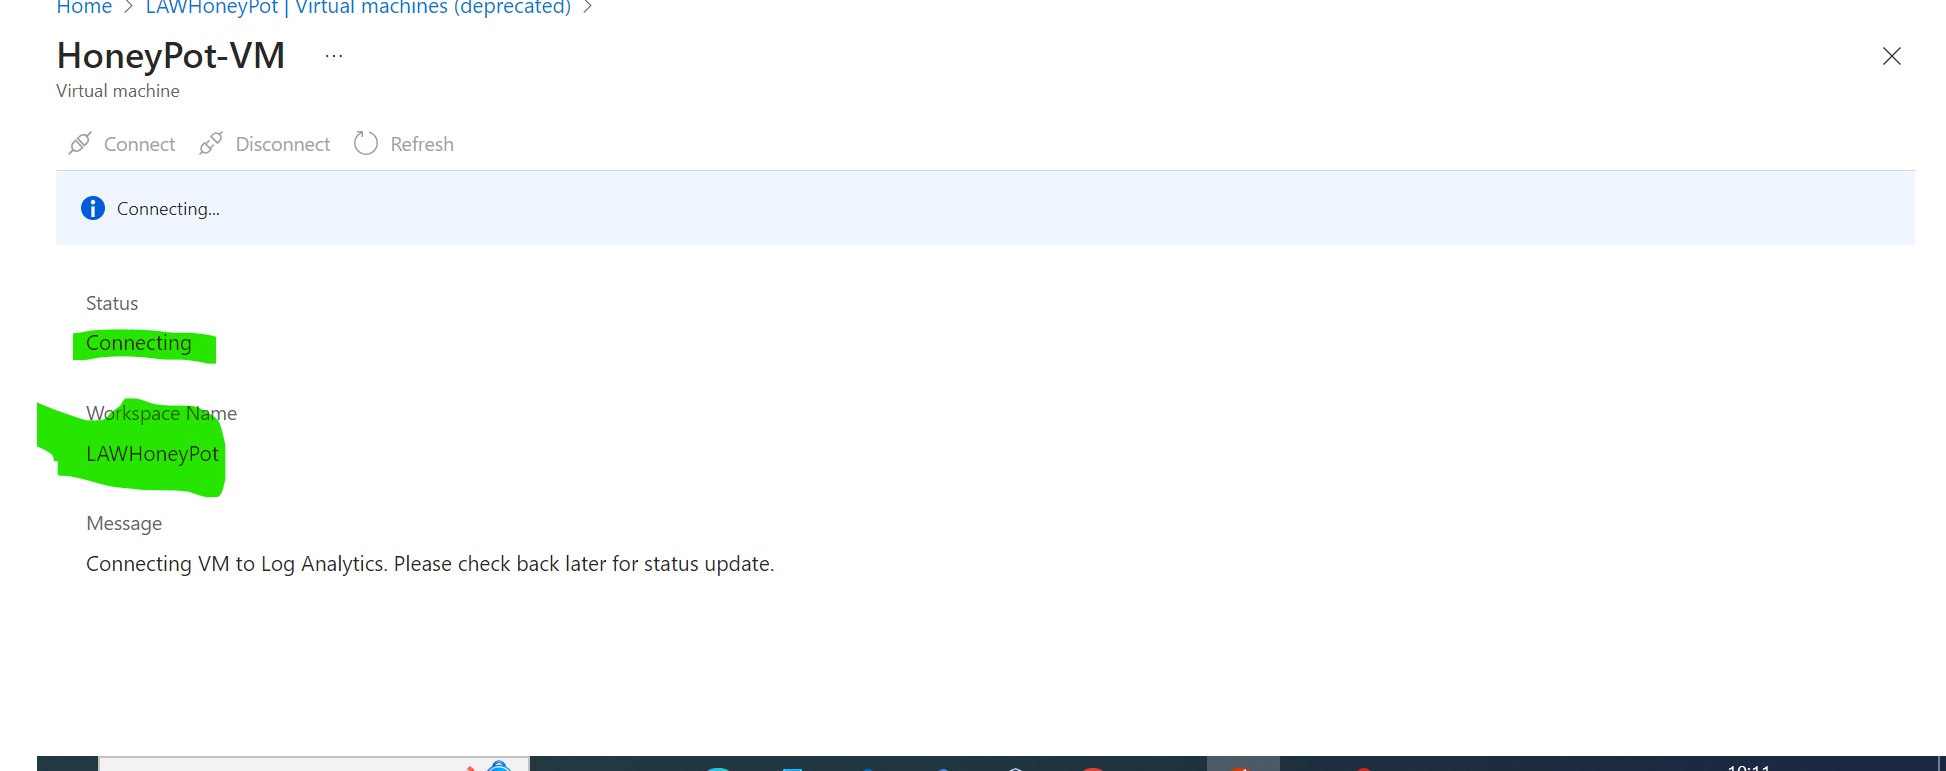 Home > LAWHoneyPot | Virtual machines (deprecated) >
HoneyPot-VM ...
Virtual machine
Connect Disconnect Refresh
Connecting...
Status
Connecting
Workspace Name
LAWHoneyPot
Message
Connecting VM to Log Analytics. Please check back later for status update.